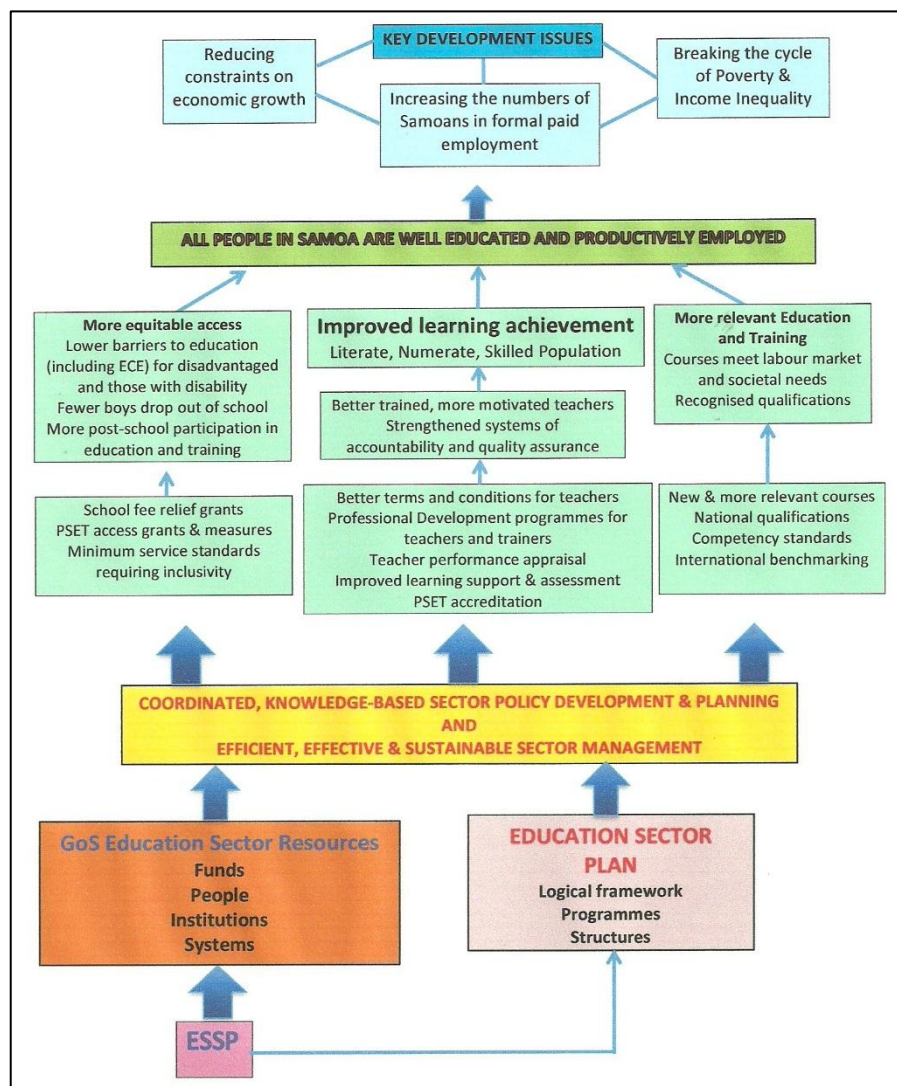 KEY DEVELOPMENT ISSUES
Reducing
constraints on
economic growth
Increasing the numbers of
Samoans in formal paid
employment
Breaking the cycle
of Poverty &
Income Inequality
ALL PEOPLE IN SAMOA ARE WELL EDUCATED AND PRODUCTIVELY EMPLOYED
More equitable access
Lower barriers to education
(including ECE) for disadvantaged
and those with disability
Fewer boys drop out of school
More post-school participation in
education and training
Improved learning achievement
Literate, Numerate, Skilled Population
More relevant Education
and Training
Courses meet labour market
and societal needs
Recognised qualifications
Better trained, more motivated teachers
Strengthened systems of
accountability and quality assurance
School fee relief grants
PSET access grants & measures
Minimum service standards
requiring inclusivity
Better terms and conditions for teachers
Professional Development programmes for
teachers and trainers
Teacher performance appraisal
Improved learning support & assessment
PSET accreditation
New & more relevant courses
National qualifications
Competency standards
International benchmarking
COORDINATED, KNOWLEDGE-BASED SECTOR POLICY DEVELOPMENT & PLANNING
AND
EFFICIENT, EFFECTIVE & SUSTAINABLE SECTOR MANAGEMENT
GoS Education Sector Resources
Funds
People
Institutions
Systems
EDUCATION SECTOR
PLAN
Logical framework
Programmes
Structures
ESSP